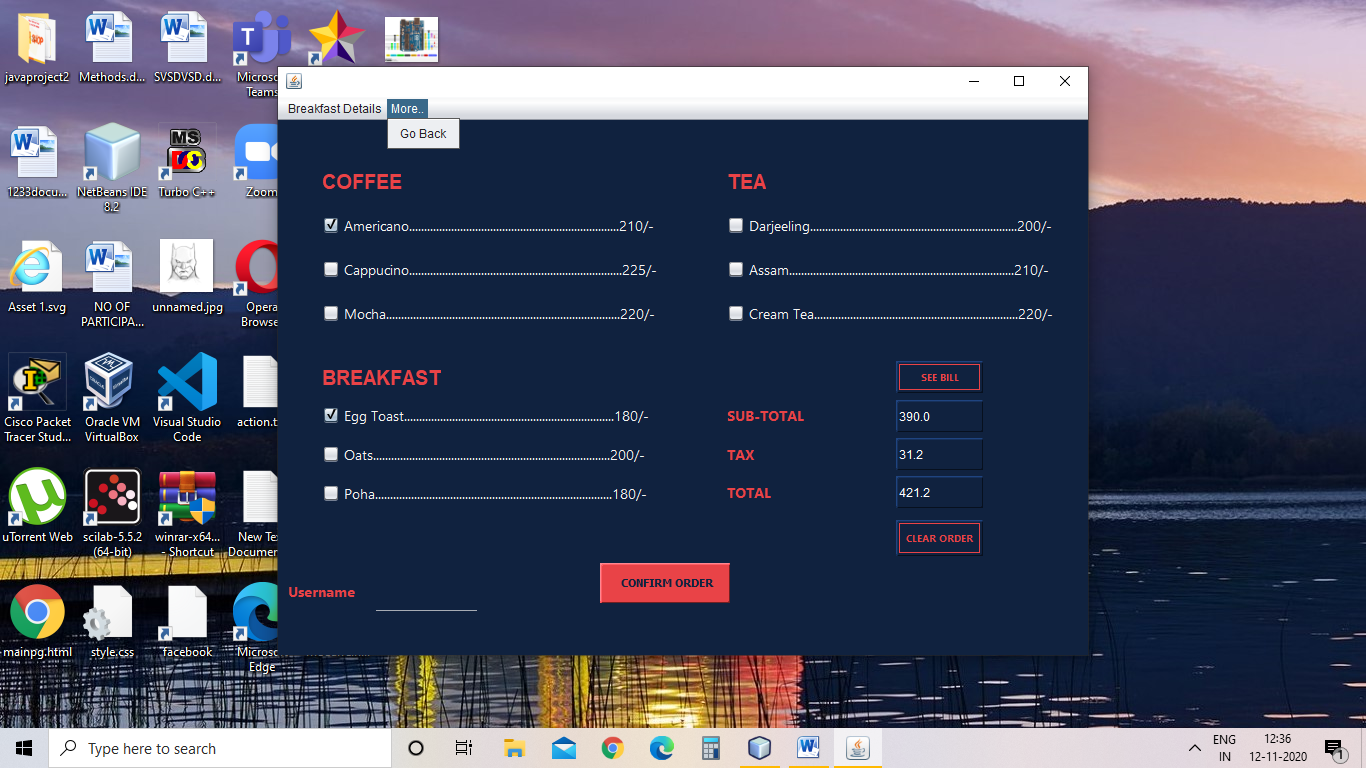 javaproject2
Methods.d...
SVSDVSD.d...
Microso
Teams
Breakfast Details More..
Go Back
1233docu...
NetBeans IDE
8.2
MS
DOS
Turbo C++
Zoom
COFFEE
TEA
Americano 210/-
Darjeeling 200/-
Cappucino 225/-
Assam 210/-
Mocha 220/-
Cream Tea 220/-
Asset 1.svg
NO OF
PARTICIPA...
unnamed.jpg
Opera
Browse
BREAKFAST
SEE BILL
Egg Toast 180/-
SUB-TOTAL 390.0
Oats 200/-
TAX 31.2
Poha 180/-
TOTAL 421.2
CLEAR ORDER
CONFIRM ORDER
Username
Cisco Packet
Tracer Stud...
Oracle VM
VirtualBox
Visual Studio
Code
action.t
uTorrent Web
scilab-5.5.2
(64-bit)
winrar-x64...
- Shortcut
New Te
Documen
mainpg.html
style.css
facebook
Microso
Edge
Type here to search
ENG
IN
12:36
12-11-2020
1